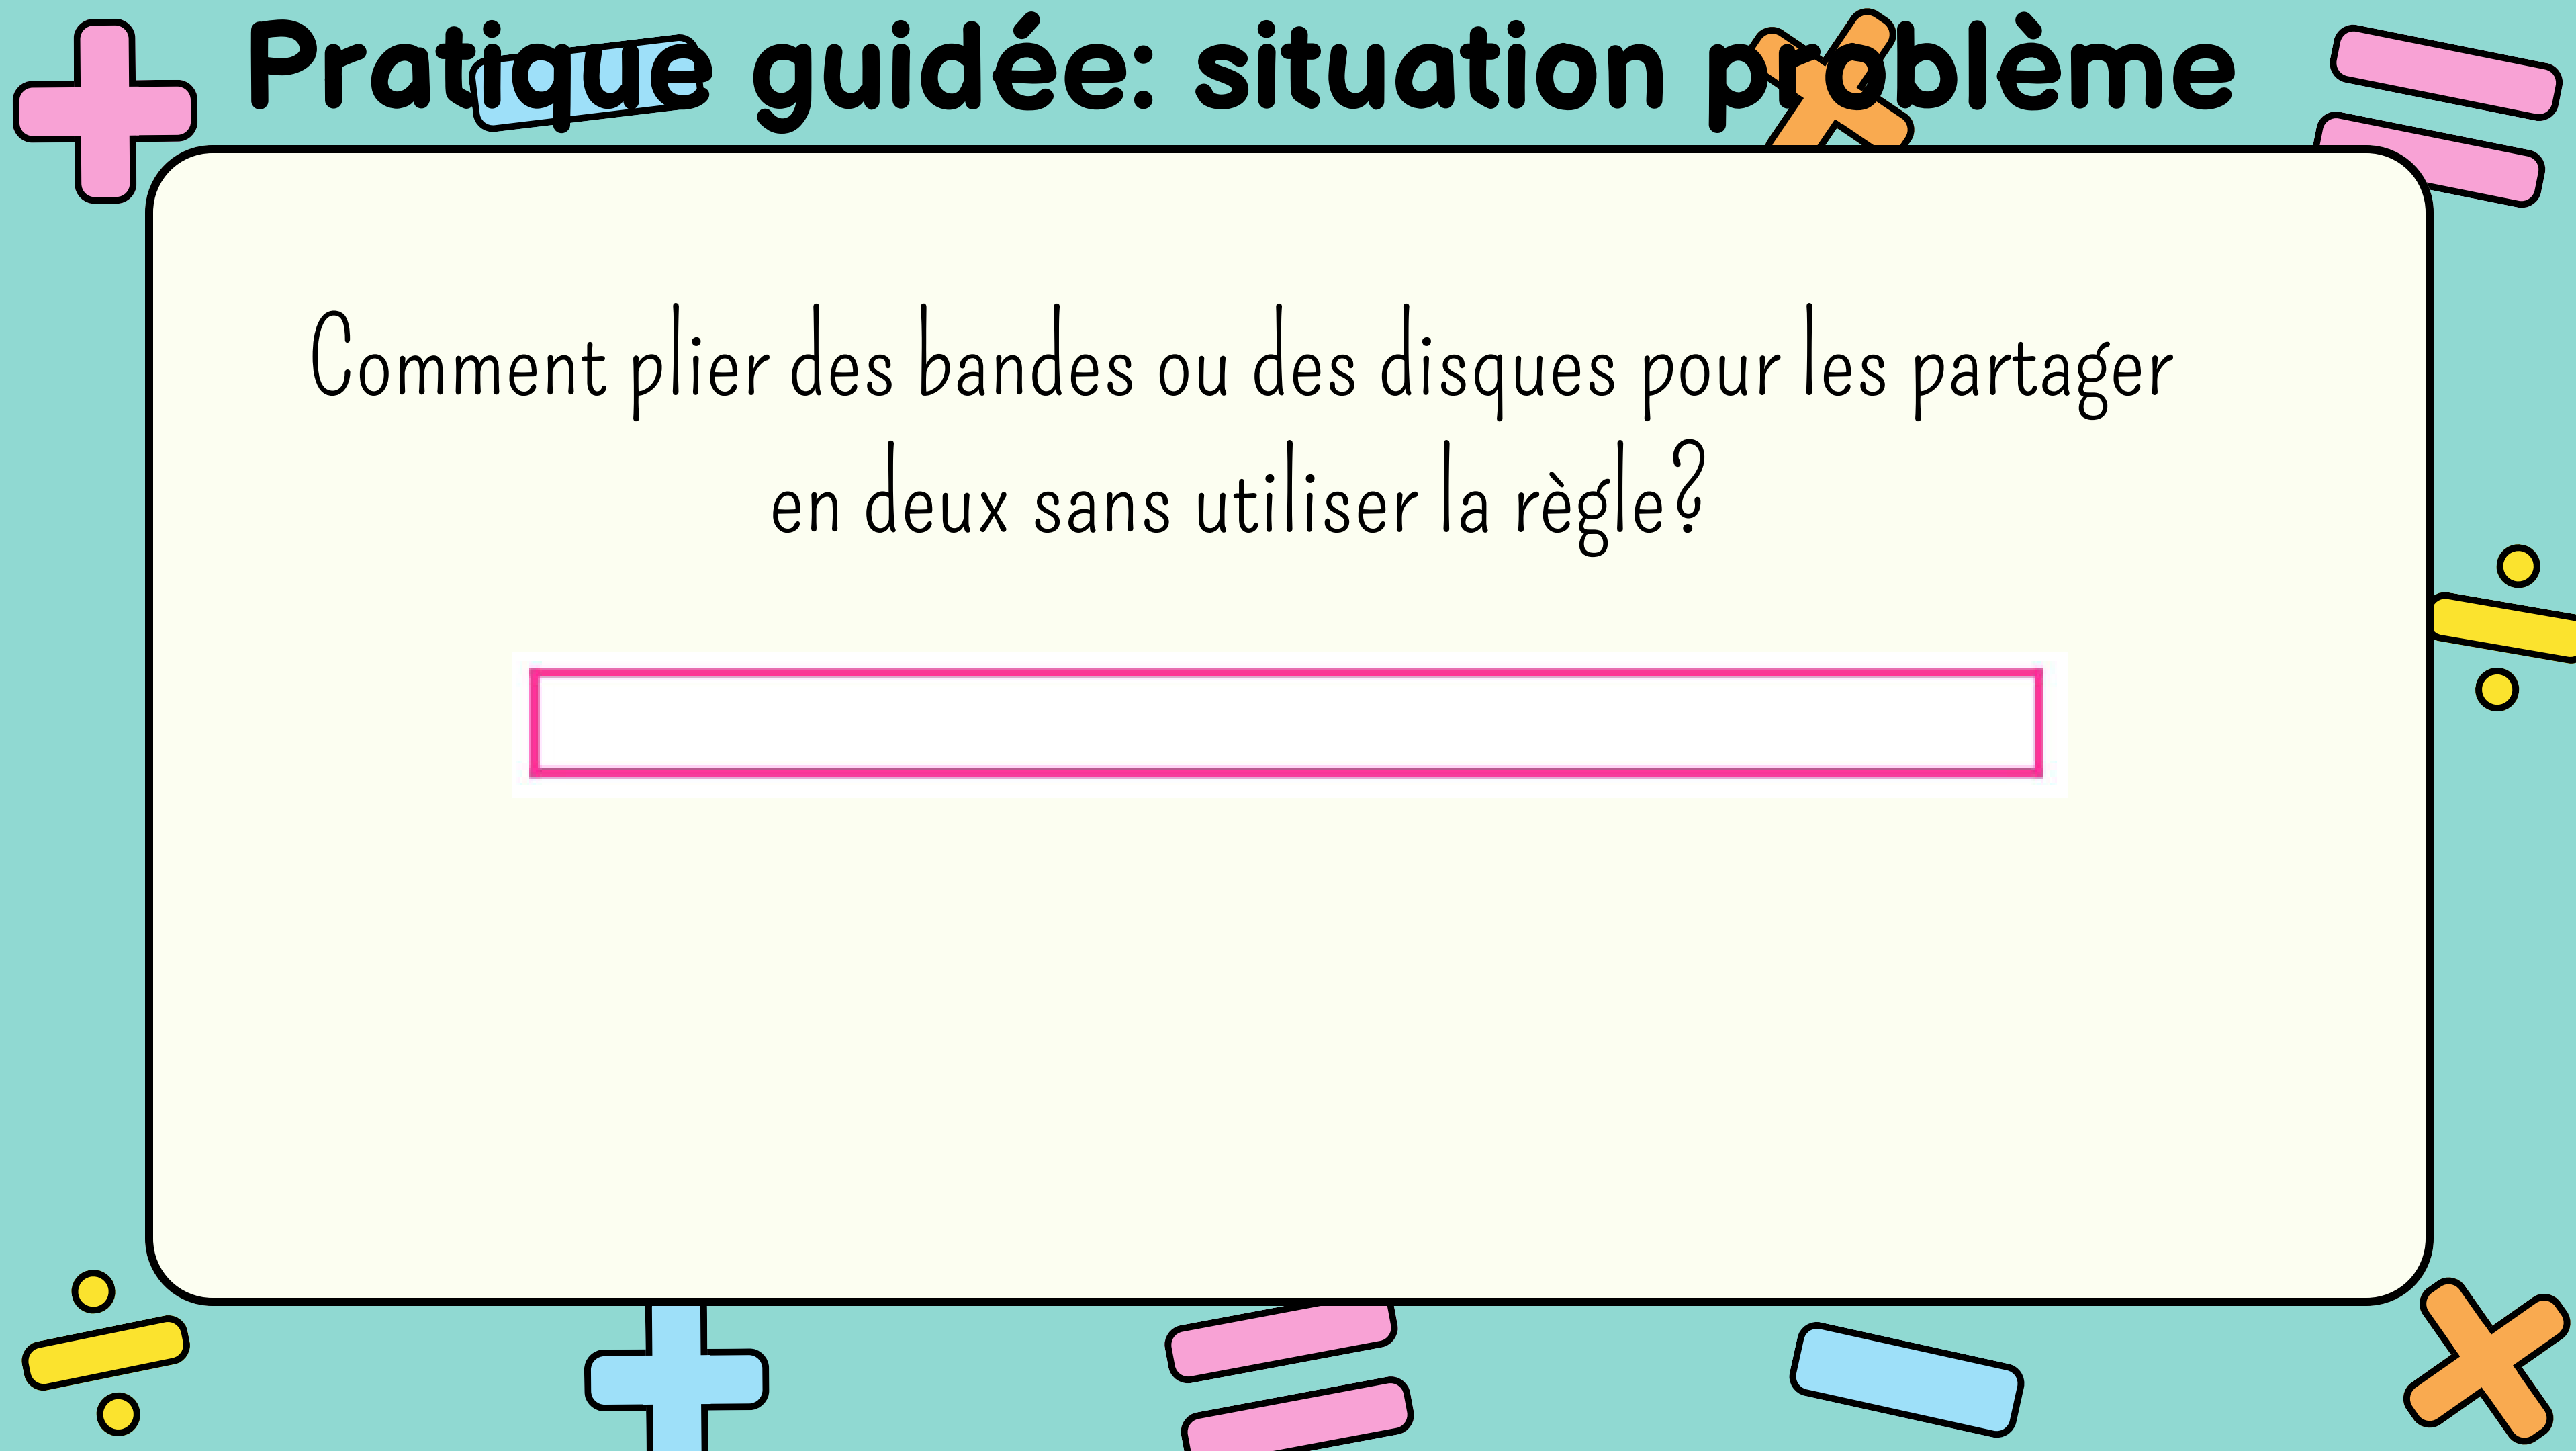 Pratique guidée: situation problème
Comment plier des bandes ou des disques pour les partager
en deux sans utiliser la règle?